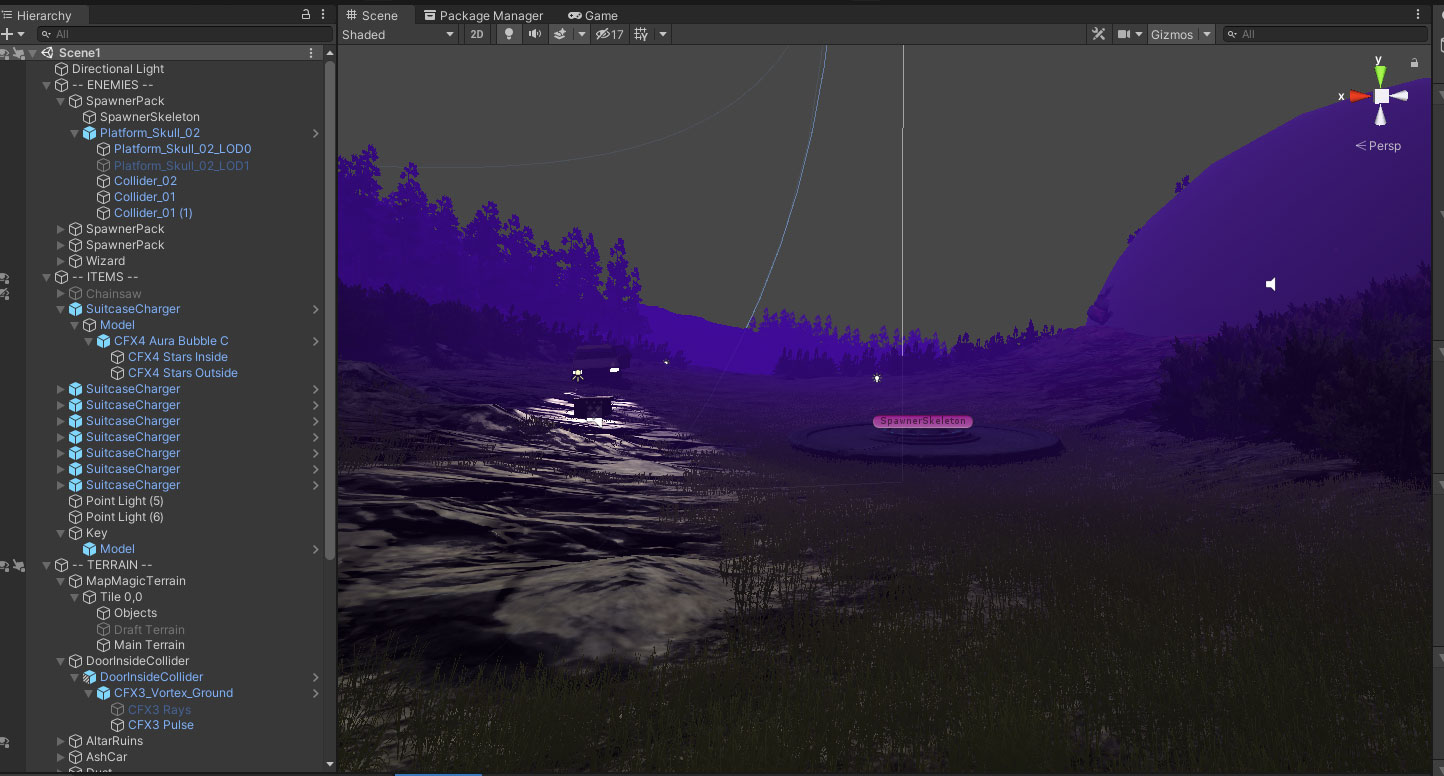 Hierarchy
All
Scene1
Directional Light
-- ENEMIES --
SpawnerPack
SpawnerSkeleton
Platform_Skull_02
Platform_Skull_02_LOD0
Platform_Skull_02_LOD1
Collider_02
Collider_01
Collider_01 (1)
SpawnerPack
SpawnerPack
Wizard
-- ITEMS --
Chainsaw
SuitcaseCharger
Model
CFX4 Aura Bubble C
CFX4 Stars Inside
CFX4 Stars Outside
SuitcaseCharger
SuitcaseCharger
SuitcaseCharger
SuitcaseCharger
SuitcaseCharger
SuitcaseCharger
SuitcaseCharger
Point Light (5)
Point Light (6)
Key
Model
-- TERRAIN --
MapMagicTerrain
Tile 0,0
Objects
Draft Terrain
Main Terrain
DoorInsideCollider
DoorInsideCollider
CFX3_Vortex_Ground
CFX3 Rays
CFX3 Pulse
AltarRuins
AshCar
Dust
Scene Package Manager Game
Shaded 2D 17 Gizmos All
y
x
Persp
SpawnerSkeleton